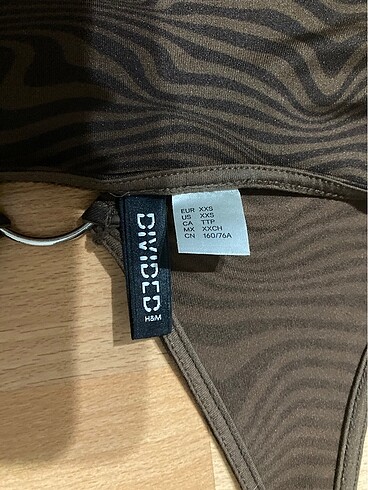 DIVIDED
H&M
EUR XXS
US XXS
CA TTP
MX XXCH
CN 160/76A